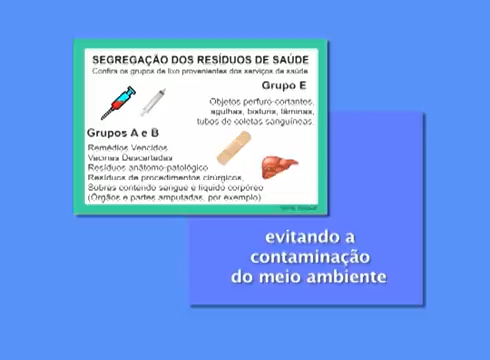 SEGREGAÇÃO DOS RESÍDUOS DE SAÚDE
Confira os grupos de lixo provenientes dos serviços de saúde
Grupo E
Objetos perfuro-cortantes,
agulhas, bisturis, lâminas,
tubos de coletas sanguíneas.
Grupos A e B
Remédios Vencidos
Vacinas Descartadas
Resíduos anátomo-patológico
Resíduos de procedimentos cirúrgicos,
Sobras contendo sangue e líquido corpóreo
(Órgãos e partes amputadas, por exemplo)
evitando a
contaminação
do meio ambiente